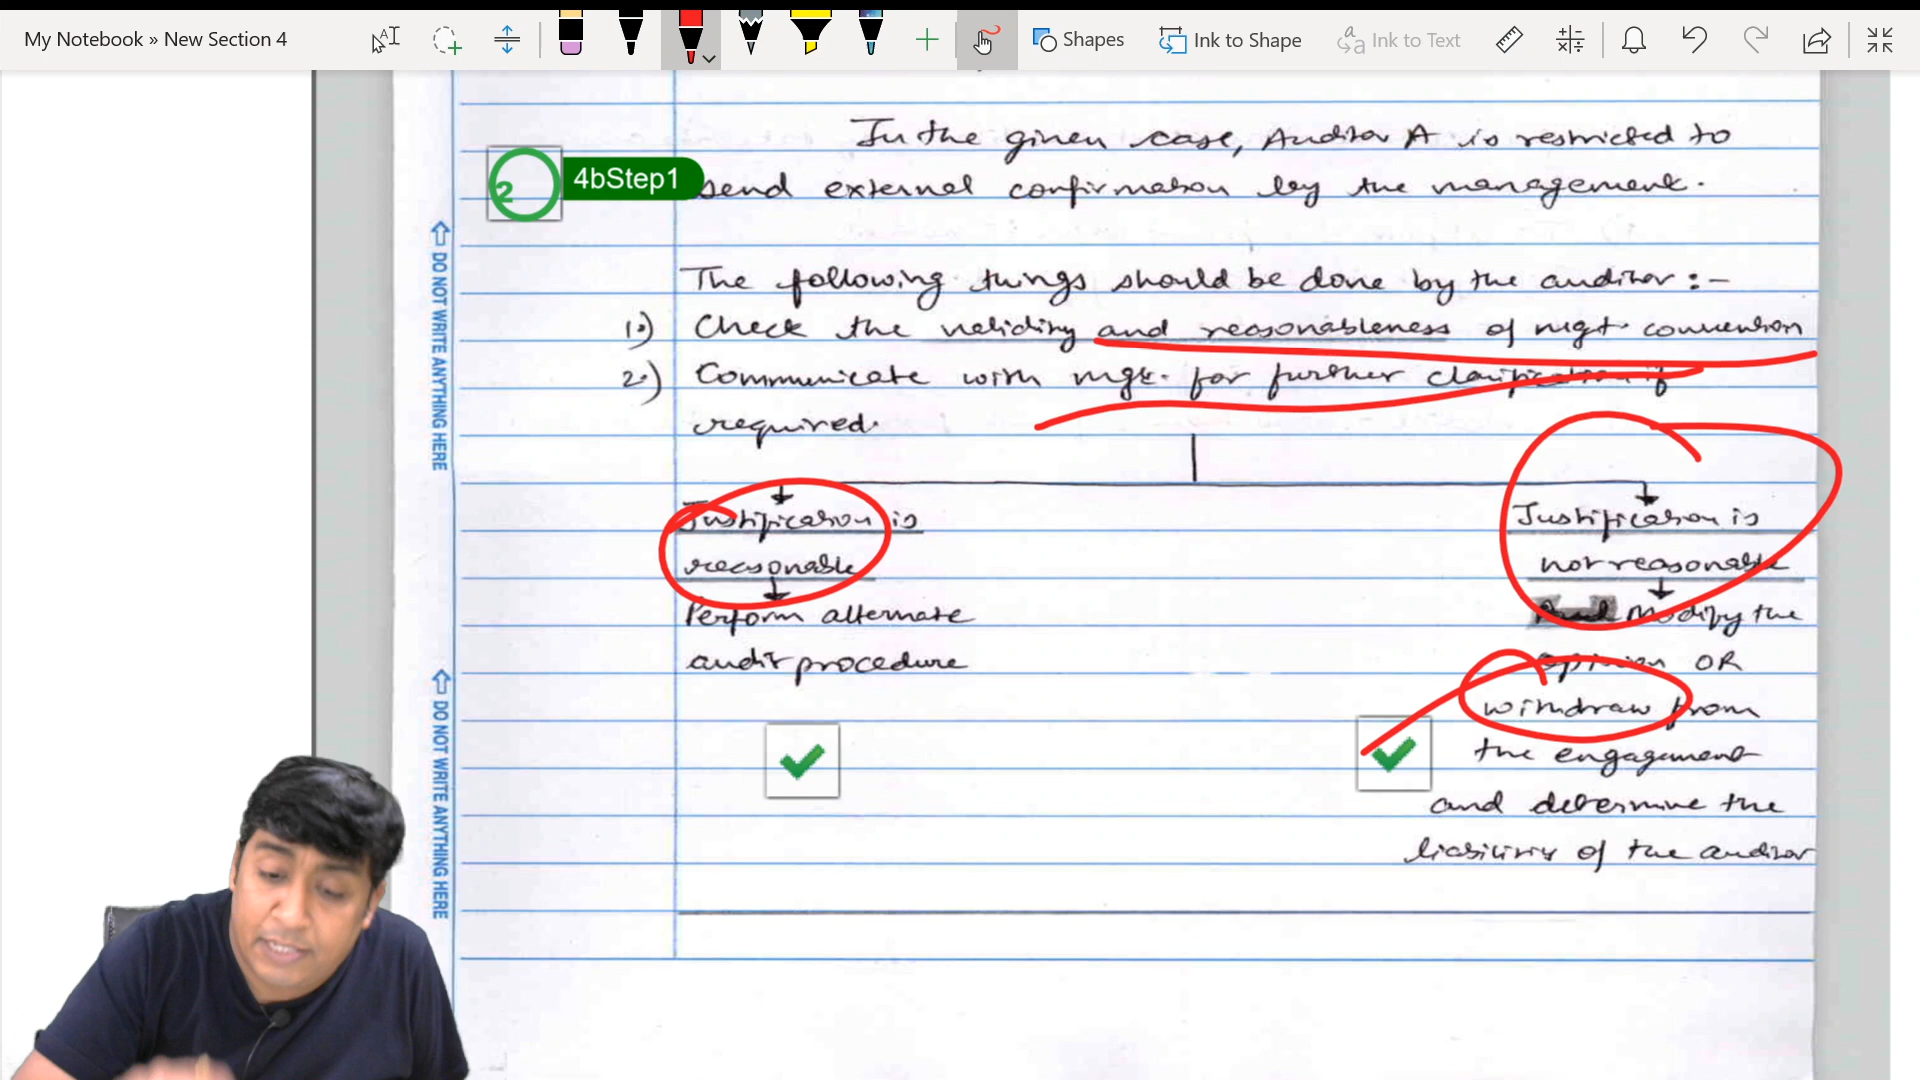 My Notebook » New Section 4
Shapes
Ink to Shape
Ink to Text
In the given case, Auditor A is restricted to
2
4bStep1
send external confirmation by the management.
The following things should be done by the auditor :-
1.) Check the validity and reasonableness of mgt.
2.) Communicate with mgt. for further clarification if
required.
Justification is
reasonable
Perform alternate
audit procedure
Justification is
not reasonable
Modify the
opinion OR
withdraw from
the engagement
and determine the
liability of the auditor
DO NOT WRITE ANYTHING HERE
DO NOT WRITE ANYTHING HERE